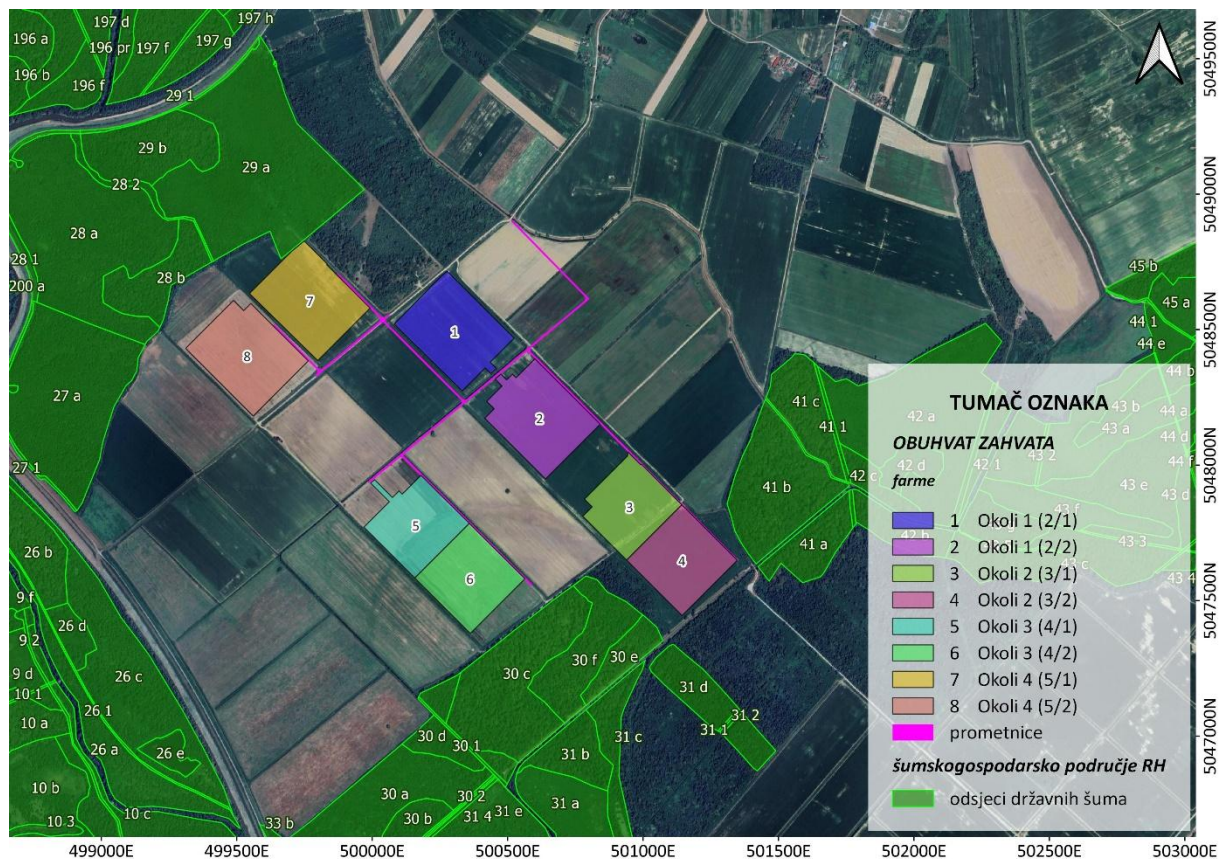 197 d
197 h
196 a
196 pr
197 f
197 g
196 b
196 f
29 1
29 b
29 a
28 2
28 a
28 b
28 1
200 a
27 a
27 1
26 b
9 f
26 d
9 2
9 d
26 c
10 1
26 1
10 a
26 a
26 e
10 b
10 c
10 3
33 b
30 a
30 b
30 d
30 1
30 2
31 4
31 e
31 a
31 b
31 c
30 c
30 f
30 e
31 d
31 2
31 1
7
8
1
2
3
4
5
6
45 b
45 a
44 1
44 e
44 b
44 a
44 d
44 f
41 c
41 1
41 b
41 a
42 a
42 d
42 c
42 1
42 b
43 b
43 a
43 2
43 e
43 d
43 f
43 3
43 c
43 4
TUMAČ OZNAKA
OBUHVAT ZAHVATA
farme
1 Okoli 1 (2/1)
2 Okoli 1 (2/2)
3 Okoli 2 (3/1)
4 Okoli 2 (3/2)
5 Okoli 3 (4/1)
6 Okoli 3 (4/2)
7 Okoli 4 (5/1)
8 Okoli 4 (5/2)
prometnice
šumskogospodarsko područje RH
odsjeci državnih šuma
5049500N
5049000N
5048500N
5048000N
5047500N
5047000N
499000E
499500E
500000E
500500E
501000E
501500E
502000E
502500E
503000E